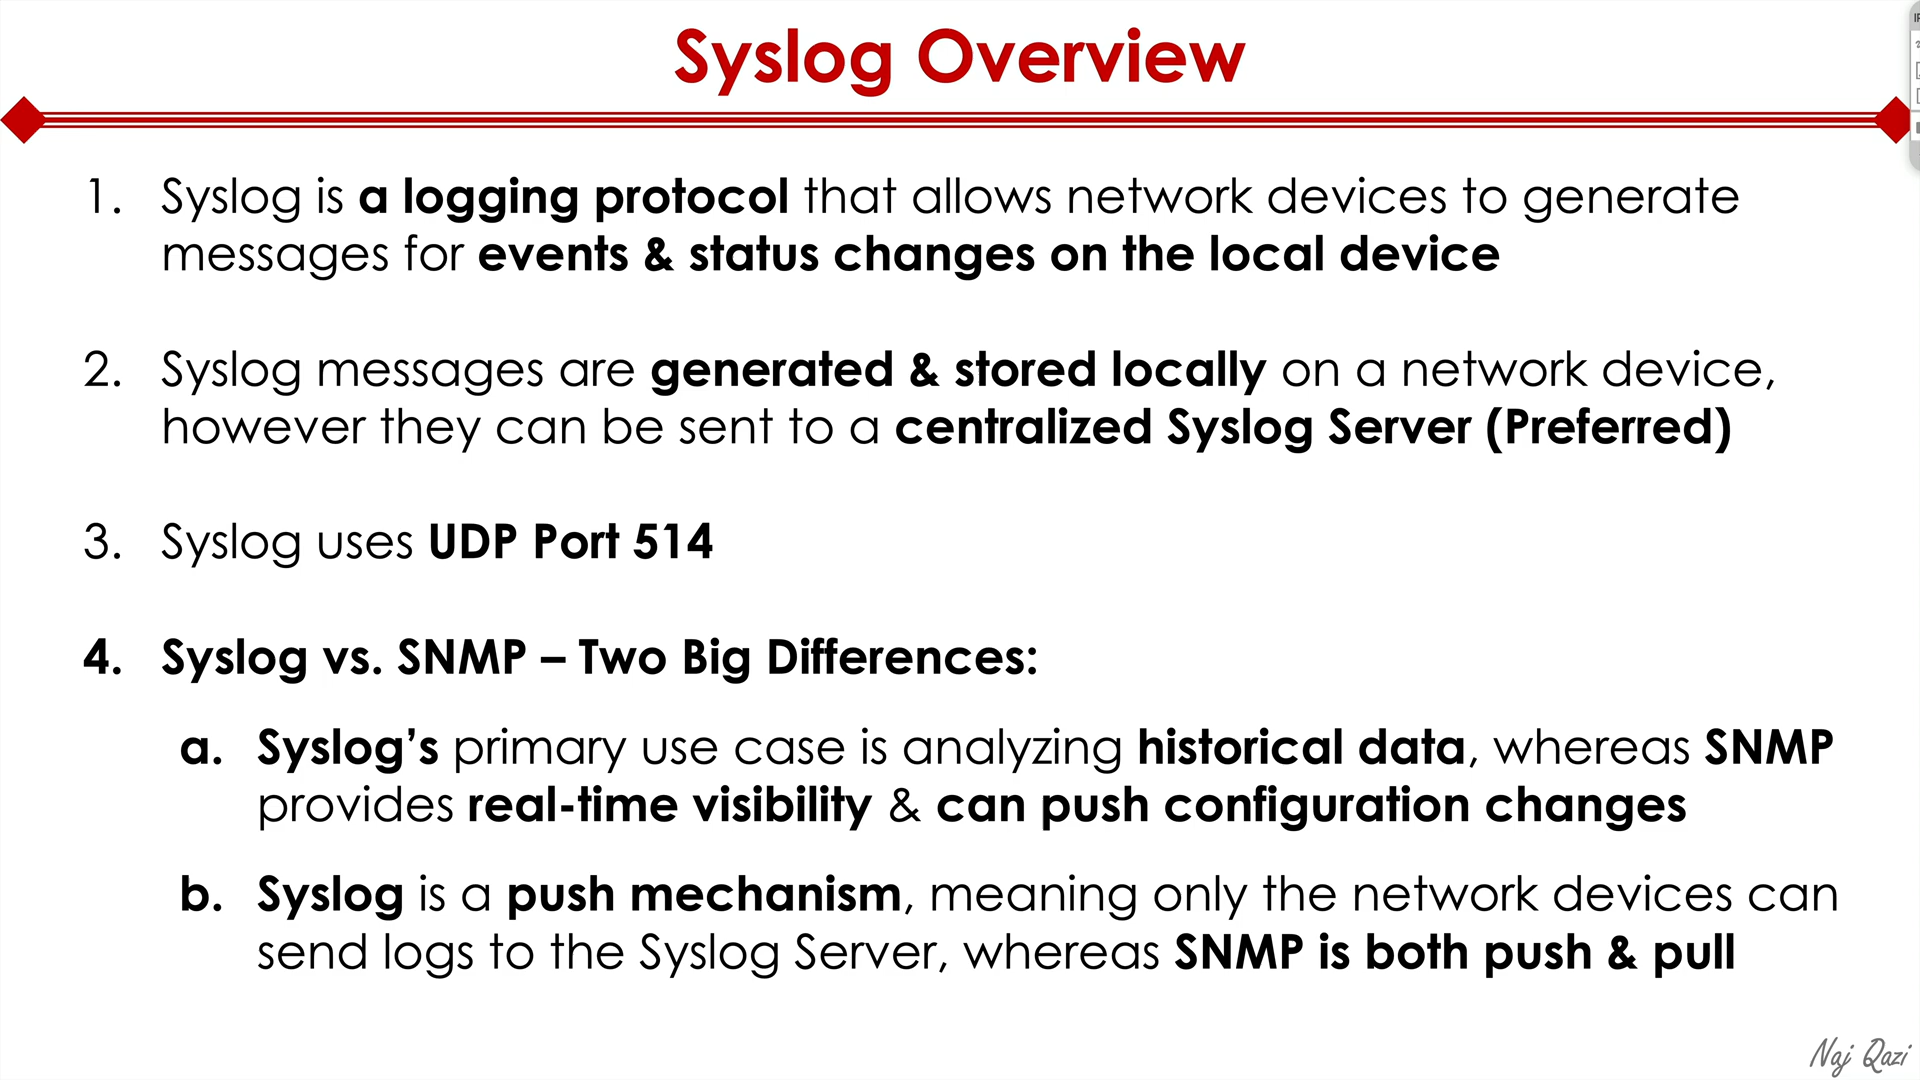 Syslog Overview
1. Syslog is a logging protocol that allows network devices to generate
messages for events & status changes on the local device
2. Syslog messages are generated & stored locally on a network device,
however they can be sent to a centralized Syslog Server (Preferred)
3. Syslog uses UDP Port 514
4. Syslog vs. SNMP – Two Big Differences:
a. Syslog’s primary use case is analyzing historical data, whereas SNMP
provides real-time visibility & can push configuration changes
b. Syslog is a push mechanism, meaning only the network devices can
send logs to the Syslog Server, whereas SNMP is both push & pull
Naj Qazi